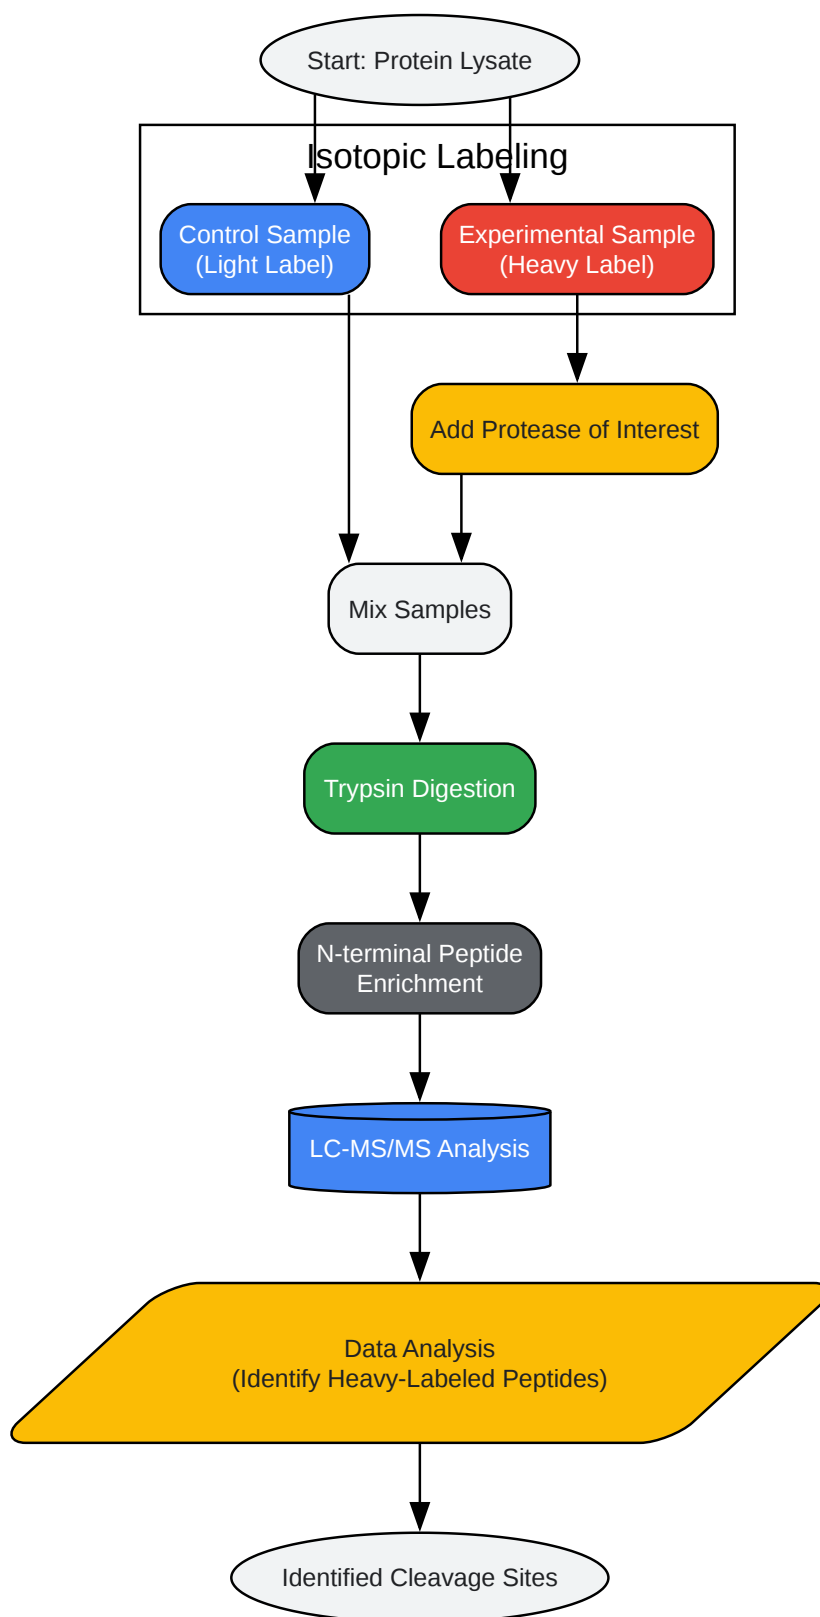 Start: Protein Lysate
Isotopic Labeling
Control Sample
(Light Label)
Experimental Sample
(Heavy Label)
Add Protease of Interest
Mix Samples
Trypsin Digestion
N-terminal Peptide
Enrichment
LC-MS/MS Analysis
Data Analysis
(Identify Heavy-Labeled Peptides)
Identified Cleavage Sites